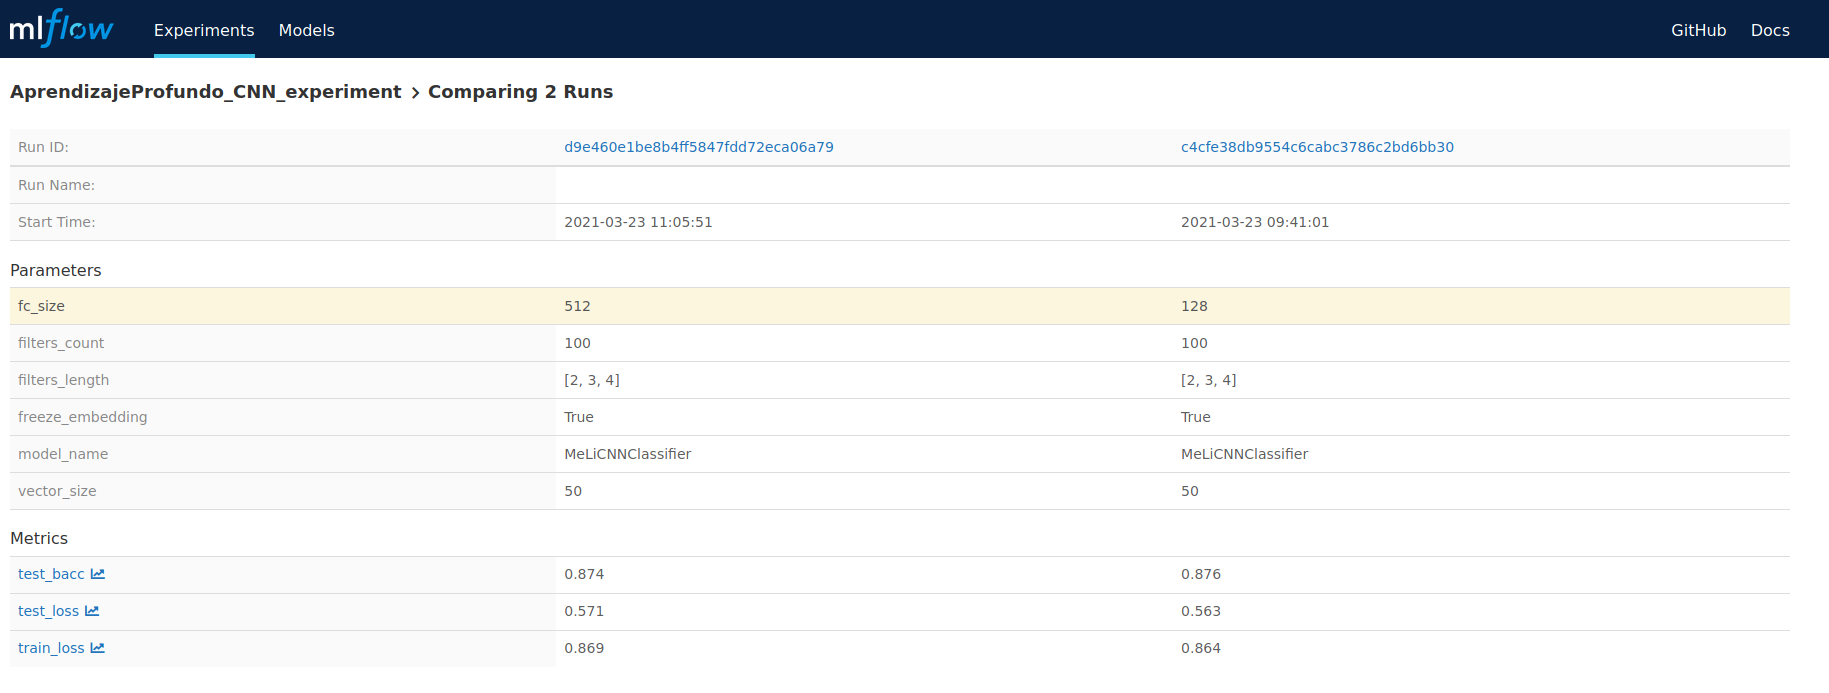 mlflow Experiments Models GitHub Docs
AprendizajeProfundo_CNN_experiment > Comparing 2 Runs
Run ID: d9e460e1be8b4ff5847fdd72eca06a79 c4cfe38db9554c6cabc3786c2bd6bb30
Run Name:
Start Time: 2021-03-23 11:05:51 2021-03-23 09:41:01
Parameters
fc_size 512 128
filters_count 100 100
filters_length [2, 3, 4] [2, 3, 4]
freeze_embedding True True
model_name MeLiCNNClassifier MeLiCNNClassifier
vector_size 50 50
Metrics
test_bacc 0.874 0.876
test_loss 0.571 0.563
train_loss 0.869 0.864